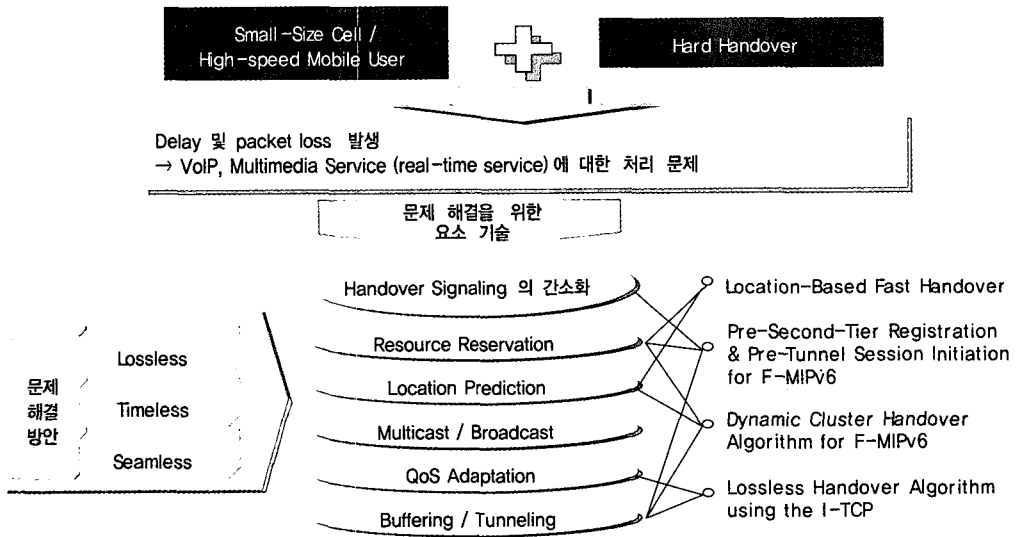 Small-Size Cell /
High-speed Mobile User
Hard Handover
Delay 및 packet loss 발생
→ VoIP, Multimedia Service (real-time service) 에 대한 처리 문제
문제 해결을 위한
요소 기술
문제
해결
방안
Lossless
Timeless
Seamless
Handover Signaling 의 간소화
Resource Reservation
Location Prediction
Multicast / Broadcast
QoS Adaptation
Buffering / Tunneling
Location-Based Fast Handover
Pre-Second-Tier Registration
& Pre-Tunnel Session Initiation
for F-MIPv6
Dynamic Cluster Handover
Algorithm for F-MIPv6
Lossless Handover Algorithm
using the I-TCP